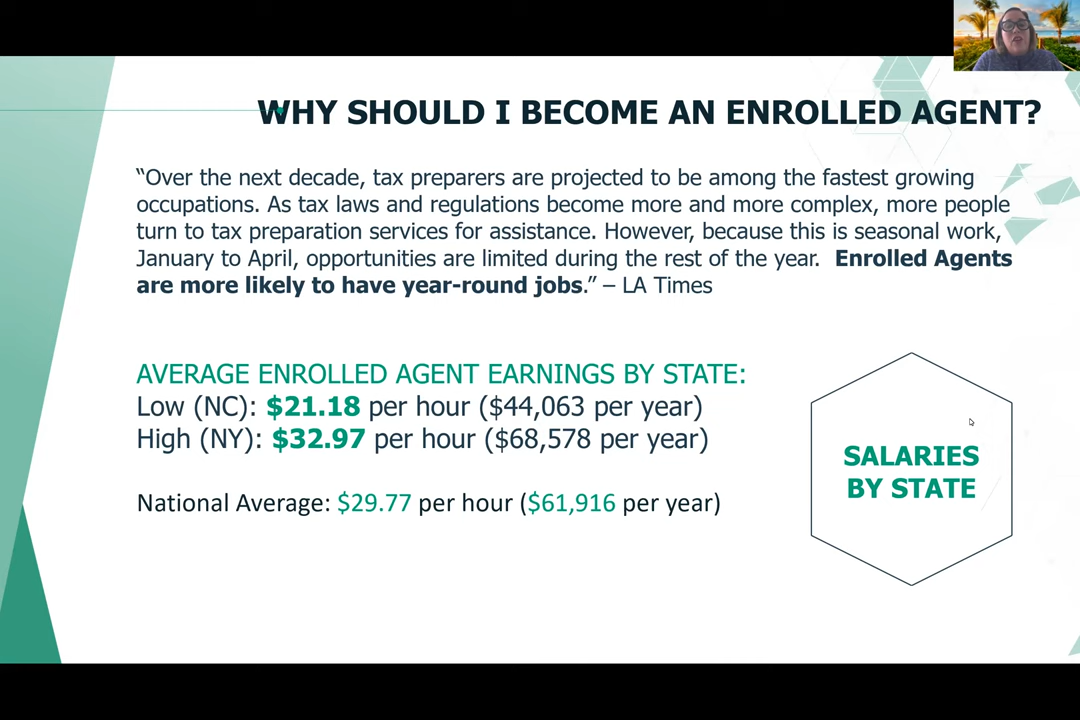 WHY SHOULD I BECOME AN ENROLLED AGENT?
“Over the next decade, tax preparers are projected to be among the fastest growing
occupations. As tax laws and regulations become more and more complex, more people
turn to tax preparation services for assistance. However, because this is seasonal work,
January to April, opportunities are limited during the rest of the year.  Enrolled Agents
are more likely to have year-round jobs.” – LA Times
AVERAGE ENROLLED AGENT EARNINGS BY STATE:
Low (NC): $21.18 per hour ($44,063 per year)
High (NY): $32.97 per hour ($68,578 per year)
National Average: $29.77 per hour ($61,916 per year)
SALARIES
BY STATE